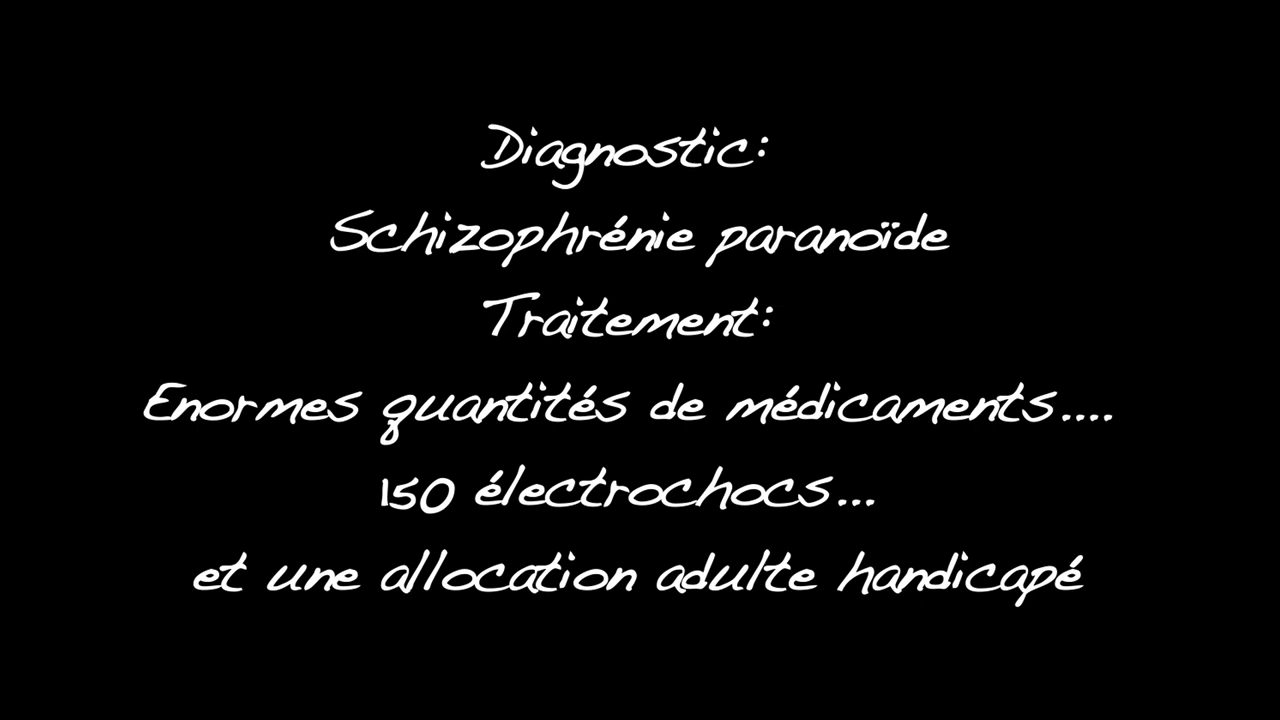 Diagnostic:
Schizophrénie paranoïde
Traitement:
Enormes quantités de médicaments....
150 électrochocs...
et une allocation adulte handicapé